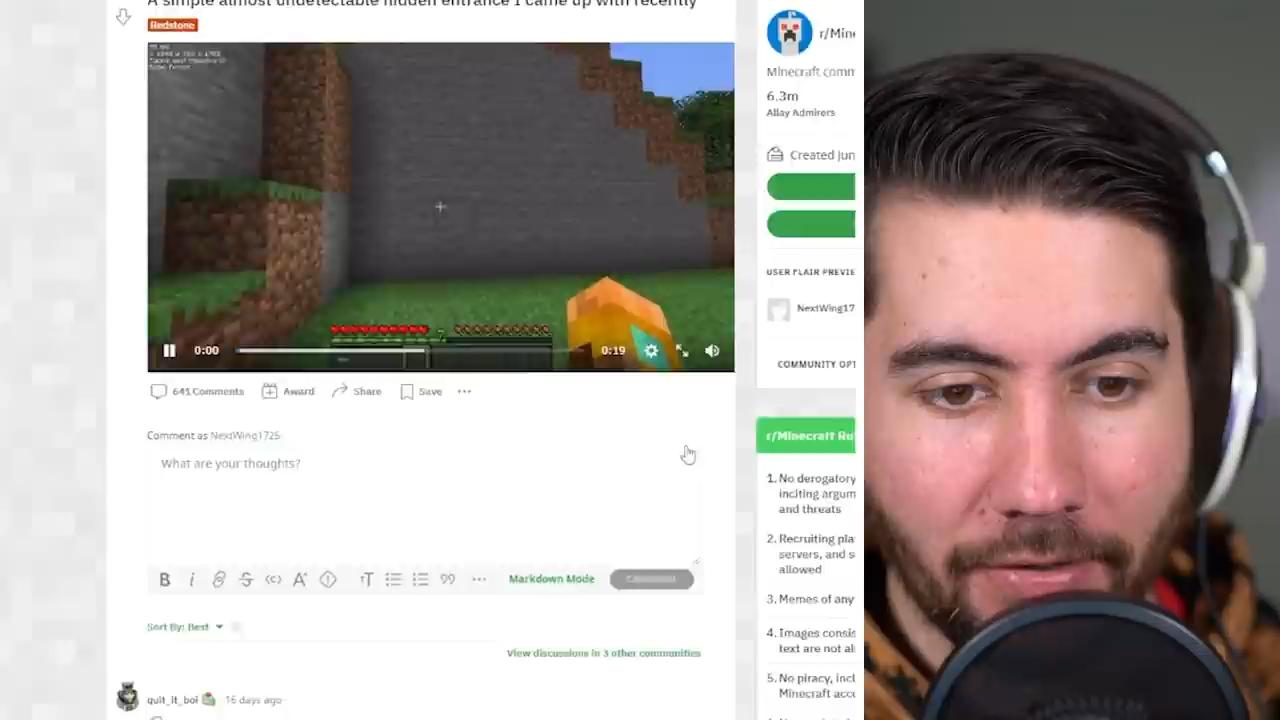 A simple almost undetectable hidden entrance I came up with recently
Redstone
0:00
0:19
641 Comments
Award
Share
Save
Comment as NextWing1725
What are your thoughts?
Markdown Mode
Comment
Sort By: Best
View discussions in 3 other communities
quit_it_boi
16 days ago
r/Mine
Minecraft comm
6.3m
Allay Admirers
Created Jun
USER FLAIR PREVIE
NextWing17
COMMUNITY OPT
r/Minecraft Ru
1. No derogatory
inciting argum
and threats
2. Recruiting pla
servers, and s
allowed
3. Memes of any
4. Images consis
text are not al
5. No piracy, incl
Minecraft acco